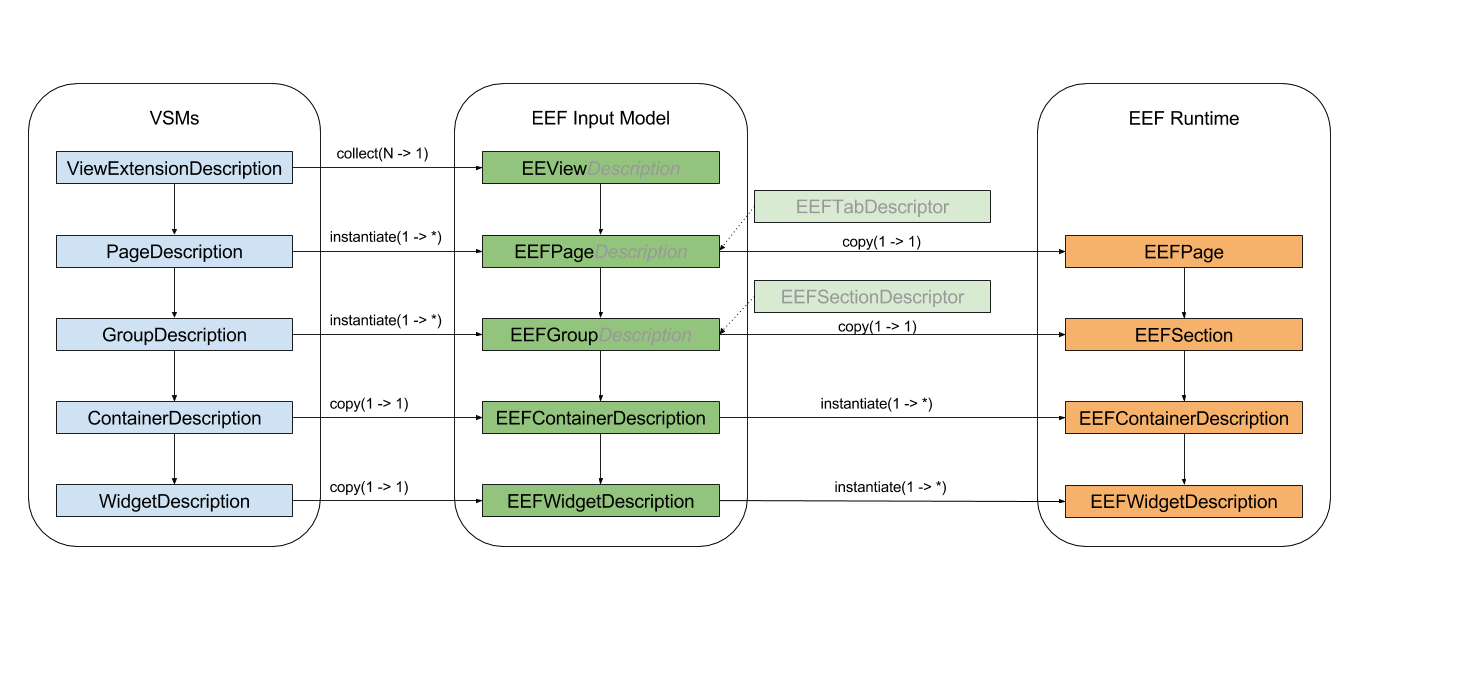 VSMs
EEF Input Model
EEF Runtime
ViewExtensionDescription
collect(N -> 1)
EEViewDescription
EEFTabDescriptor
PageDescription
instantiate(1 -> *)
EEFPageDescription
copy(1 -> 1)
EEFPage
EEFSectionDescriptor
GroupDescription
instantiate(1 -> *)
EEFGroupDescription
copy(1 -> 1)
EEFSection
ContainerDescription
copy(1 -> 1)
EEFContainerDescription
instantiate(1 -> *)
EEFContainerDescription
WidgetDescription
copy(1 -> 1)
EEFWidgetDescription
instantiate(1 -> *)
EEFWidgetDescription